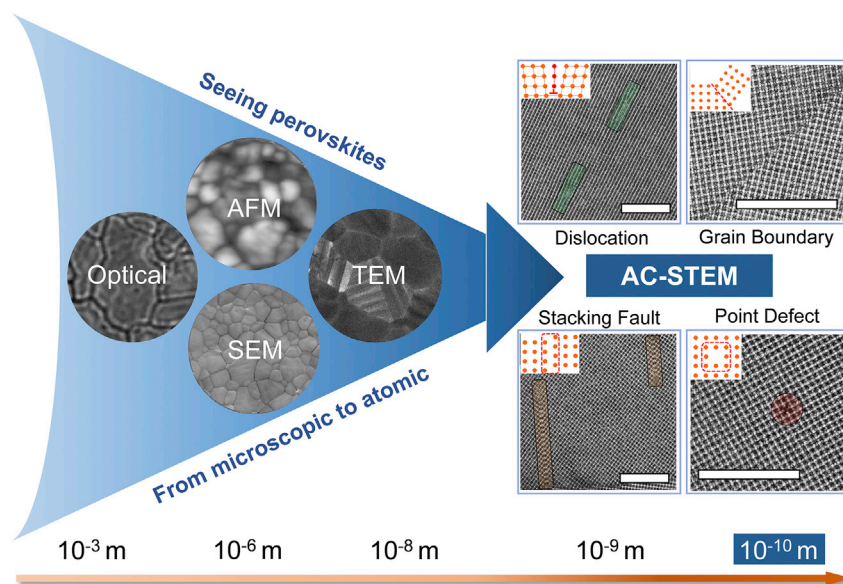 Seeing perovskites
AFM
Optical
TEM
SEM
From microscopic to atomic
Dislocation
Grain Boundary
AC-STEM
Stacking Fault
Point Defect
10⁻³ m
10⁻⁶ m
10⁻⁸ m
10⁻⁹ m
10⁻¹⁰ m